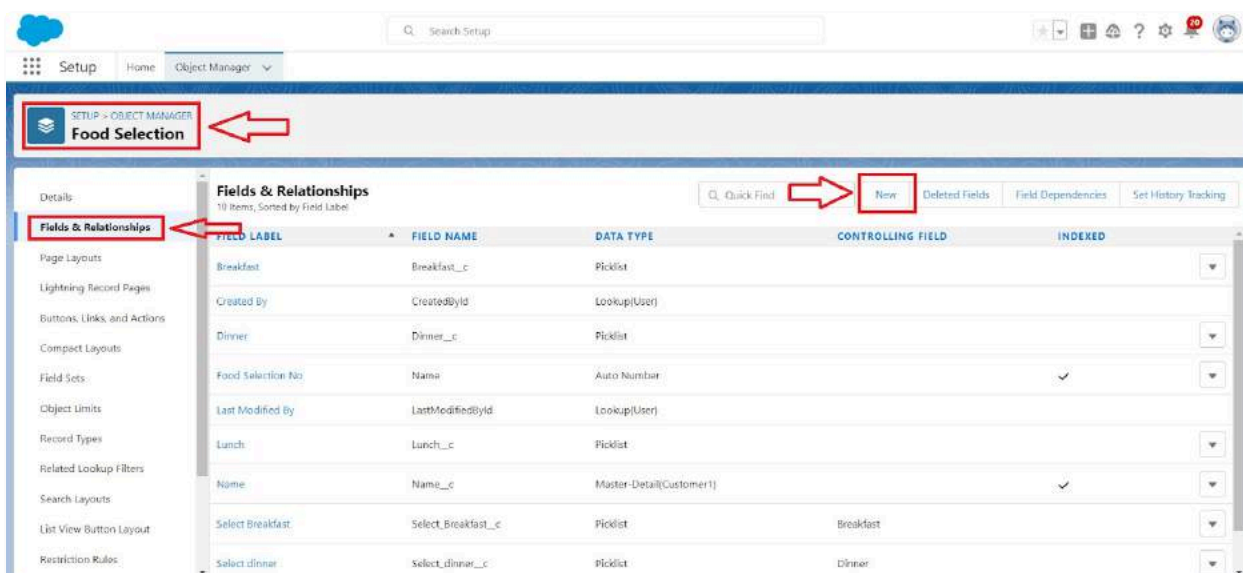 20
Search Setup
Setup Home Object Manager
SETUP > OBJECT MANAGER
Food Selection
Details
Fields & Relationships
Page Layouts
Lightning Record Pages
Buttons, Links, and Actions
Compact Layouts
Field Sets
Object Limits
Record Types
Related Lookup Filters
Search Layouts
List View Button Layout
Restriction Rules
Fields & Relationships
10 Items, Sorted by Field Label
Quick Find New Deleted Fields Field Dependencies Set History Tracking
FIELD LABEL FIELD NAME DATA TYPE CONTROLLING FIELD INDEXED
Breakfast Breakfast__c Picklist
Created By CreatedById Lookup(User)
Dinner Dinner__c Picklist
Food Selection No Name Auto Number
Last Modified By LastModifiedById Lookup(User)
Lunch Lunch__c Picklist
Name Name__c Master-Detail(Customer1)
Select Breakfast Select_Breakfast__c Picklist Breakfast
Select dinner Select_dinner__c Picklist Dinner